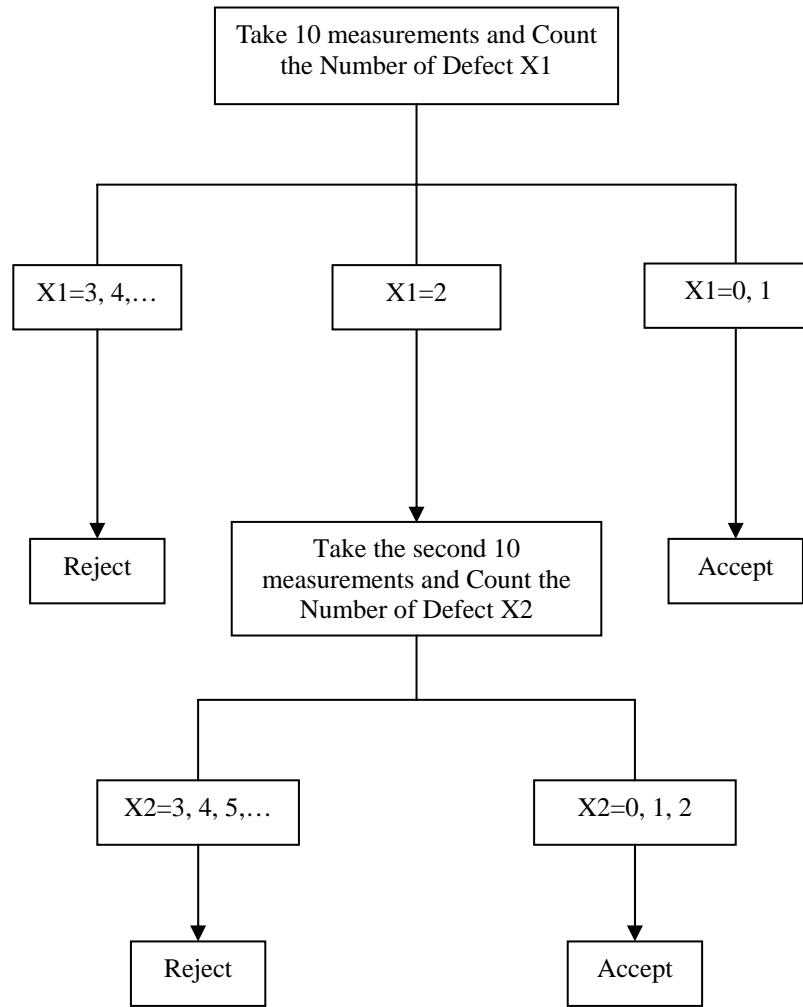 Take 10 measurements and Count
the Number of Defect X1
X1=3, 4,…
X1=2
X1=0, 1
Reject
Take the second 10
measurements and Count the
Number of Defect X2
Accept
X2=3, 4, 5,…
X2=0, 1, 2
Reject
Accept